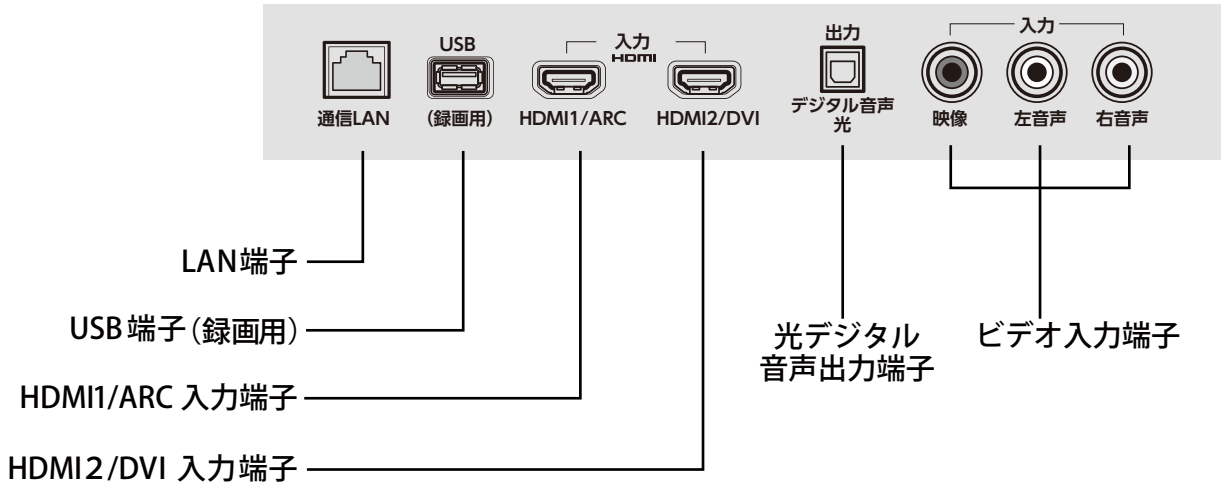 USB
入力
HDMI
出力
入力
通信LAN
(録画用)
HDMI1/ARC
HDMI2/DVI
デジタル音声
光
映像
左音声
右音声
LAN端子
USB端子(録画用)
HDMI1/ARC 入力端子
HDMI2/DVI 入力端子
光デジタル
音声出力端子
ビデオ入力端子